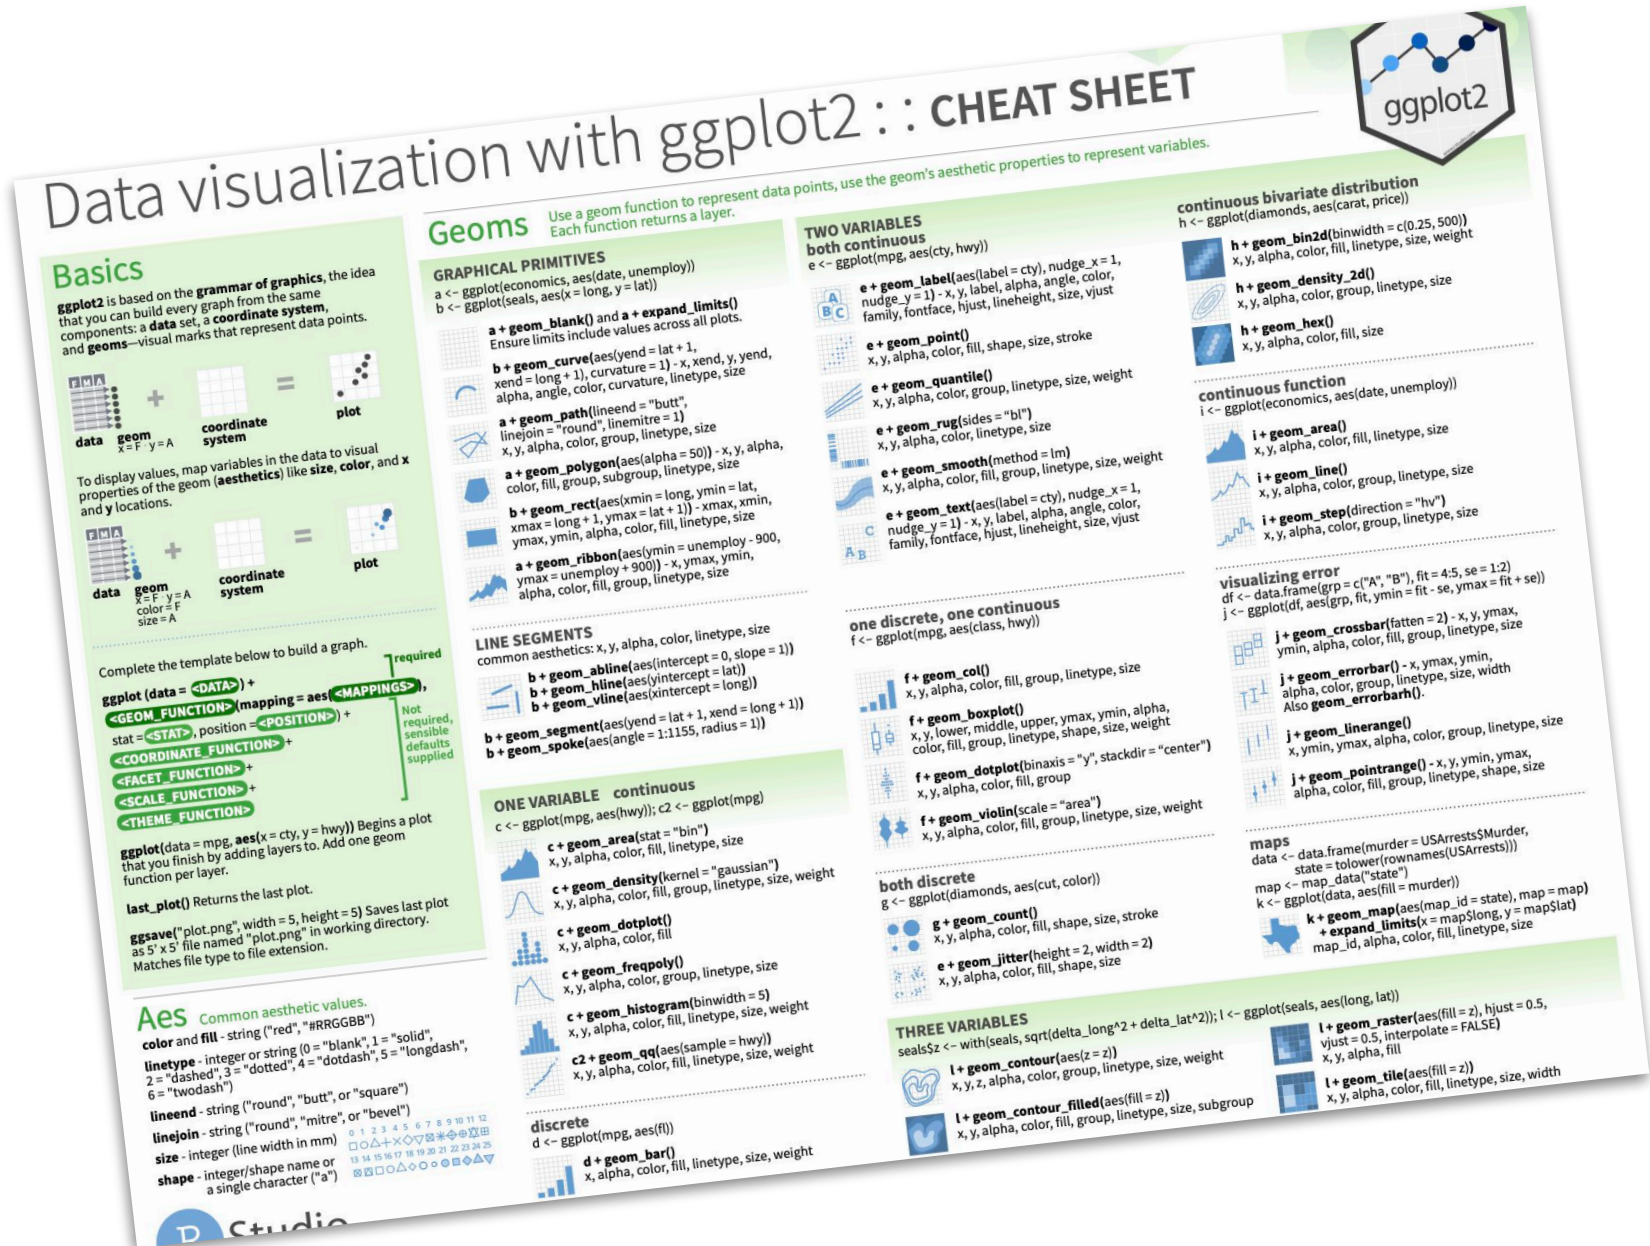 Data visualization with ggplot2 : : CHEAT SHEET
ggplot2
Basics
ggplot2 is based on the grammar of graphics, the idea
that you can build every graph from the same
components: a data set, a coordinate system,
and geoms—visual marks that represent data points.
F M A
+
=
data
geom
x = F · y = A
coordinate
system
plot
To display values, map variables in the data to visual
properties of the geom (aesthetics) like size, color, and x
and y locations.
F M A
+
=
data
geom
x = F · y = A
color = F
size = A
coordinate
system
plot
Complete the template below to build a graph.
required
ggplot (data = <DATA>) +
<GEOM_FUNCTION>(mapping = aes(<MAPPINGS>),
stat = <STAT>, position = <POSITION>) +
<COORDINATE_FUNCTION> +
<FACET_FUNCTION> +
<SCALE_FUNCTION> +
<THEME_FUNCTION>
Not
required,
sensible
defaults
supplied
ggplot(data = mpg, aes(x = cty, y = hwy)) Begins a plot
that you finish by adding layers to. Add one geom
function per layer.
last_plot() Returns the last plot.
ggsave("plot.png", width = 5, height = 5) Saves last plot
as 5' x 5' file named "plot.png" in working directory.
Matches file type to file extension.
Aes Common aesthetic values.
color and fill - string ("red", "#RRGGBB")
linetype - integer or string (0 = "blank", 1 = "solid",
2 = "dashed", 3 = "dotted", 4 = "dotdash", 5 = "longdash",
6 = "twodash")
lineend - string ("round", "butt", or "square")
linejoin - string ("round", "mitre", or "bevel")
size - integer (line width in mm)
0 1 2 3 4 5 6 7 8 9 10 11 12
13 14 15 16 17 18 19 20 21 22 23 24 25
shape - integer/shape name or
a single character ("a")
R Studio
Geoms
Use a geom function to represent data points, use the geom's aesthetic properties to represent variables.
Each function returns a layer.
GRAPHICAL PRIMITIVES
a <- ggplot(economics, aes(date, unemploy))
b <- ggplot(seals, aes(x = long, y = lat))
a + geom_blank() and a + expand_limits()
Ensure limits include values across all plots.
b + geom_curve(aes(yend = lat + 1,
xend = long + 1), curvature = 1) - x, xend, y, yend,
alpha, angle, color, curvature, linetype, size
a + geom_path(lineend = "butt",
linejoin = "round", linemitre = 1)
x, y, alpha, color, group, linetype, size
a + geom_polygon(aes(alpha = 50)) - x, y, alpha,
color, fill, group, subgroup, linetype, size
b + geom_rect(aes(xmin = long, ymin = lat,
xmax = long + 1, ymax = lat + 1)) - xmax, xmin,
ymax, ymin, alpha, color, fill, linetype, size
a + geom_ribbon(aes(ymin = unemploy - 900,
ymax = unemploy + 900)) - x, ymax, ymin,
alpha, color, fill, group, linetype, size
LINE SEGMENTS
common aesthetics: x, y, alpha, color, linetype, size
b + geom_abline(aes(intercept = 0, slope = 1))
b + geom_hline(aes(yintercept = lat))
b + geom_vline(aes(xintercept = long))
b + geom_segment(aes(yend = lat + 1, xend = long + 1))
b + geom_spoke(aes(angle = 1:1155, radius = 1))
ONE VARIABLE continuous
c <- ggplot(mpg, aes(hwy)); c2 <- ggplot(mpg)
c + geom_area(stat = "bin")
x, y, alpha, color, fill, linetype, size
c + geom_density(kernel = "gaussian")
x, y, alpha, color, fill, group, linetype, size, weight
c + geom_dotplot()
x, y, alpha, color, fill
c + geom_freqpoly()
x, y, alpha, color, group, linetype, size
c + geom_histogram(binwidth = 5)
x, y, alpha, color, fill, linetype, size, weight
c2 + geom_qq(aes(sample = hwy))
x, y, alpha, color, fill, linetype, size, weight
discrete
d <- ggplot(mpg, aes(fl))
d + geom_bar()
x, alpha, color, fill, linetype, size, weight
TWO VARIABLES
both continuous
e <- ggplot(mpg, aes(cty, hwy))
A
B C
e + geom_label(aes(label = cty), nudge_x = 1,
nudge_y = 1) - x, y, label, alpha, angle, color,
family, fontface, hjust, lineheight, size, vjust
e + geom_point()
x, y, alpha, color, fill, shape, size, stroke
e + geom_quantile()
x, y, alpha, color, group, linetype, size, weight
e + geom_rug(sides = "bl")
x, y, alpha, color, linetype, size
e + geom_smooth(method = lm)
x, y, alpha, color, fill, group, linetype, size, weight
C
A B
e + geom_text(aes(label = cty), nudge_x = 1,
nudge_y = 1) - x, y, label, alpha, angle, color,
family, fontface, hjust, lineheight, size, vjust
one discrete, one continuous
f <- ggplot(mpg, aes(class, hwy))
f + geom_col()
x, y, alpha, color, fill, group, linetype, size
f + geom_boxplot()
x, y, lower, middle, upper, ymax, ymin, alpha,
color, fill, group, linetype, shape, size, weight
f + geom_dotplot(binaxis = "y", stackdir = "center")
x, y, alpha, color, fill, group
f + geom_violin(scale = "area")
x, y, alpha, color, fill, group, linetype, size, weight
both discrete
g <- ggplot(diamonds, aes(cut, color))
g + geom_count()
x, y, alpha, color, fill, shape, size, stroke
e + geom_jitter(height = 2, width = 2)
x, y, alpha, color, fill, shape, size
continuous bivariate distribution
h <- ggplot(diamonds, aes(carat, price))
h + geom_bin2d(binwidth = c(0.25, 500))
x, y, alpha, color, fill, linetype, size, weight
h + geom_density_2d()
x, y, alpha, color, group, linetype, size
h + geom_hex()
x, y, alpha, color, fill, size
continuous function
i <- ggplot(economics, aes(date, unemploy))
i + geom_area()
x, y, alpha, color, fill, linetype, size
i + geom_line()
x, y, alpha, color, group, linetype, size
i + geom_step(direction = "hv")
x, y, alpha, color, group, linetype, size
visualizing error
df <- data.frame(grp = c("A", "B"), fit = 4:5, se = 1:2)
j <- ggplot(df, aes(grp, fit, ymin = fit - se, ymax = fit + se))
j + geom_crossbar(fatten = 2) - x, y, ymax,
ymin, alpha, color, fill, group, linetype, size
j + geom_errorbar() - x, ymax, ymin,
alpha, color, group, linetype, size, width
Also geom_errorbarh().
j + geom_linerange()
x, ymin, ymax, alpha, color, group, linetype, size
j + geom_pointrange() - x, y, ymin, ymax,
alpha, color, fill, group, linetype, shape, size
maps
data <- data.frame(murder = USArrests$Murder,
state = tolower(rownames(USArrests)))
map <- map_data("state")
k <- ggplot(data, aes(fill = murder))
k + geom_map(aes(map_id = state), map = map)
+ expand_limits(x = map$long, y = map$lat)
map_id, alpha, color, fill, linetype, size
THREE VARIABLES
seals$z <- with(seals, sqrt(delta_long^2 + delta_lat^2)); l <- ggplot(seals, aes(long, lat))
l + geom_contour(aes(z = z))
x, y, z, alpha, color, group, linetype, size, weight
l + geom_contour_filled(aes(fill = z))
x, y, alpha, color, fill, group, linetype, size, subgroup
l + geom_raster(aes(fill = z), hjust = 0.5,
vjust = 0.5, interpolate = FALSE)
x, y, alpha, fill
l + geom_tile(aes(fill = z))
x, y, alpha, color, fill, linetype, size, width